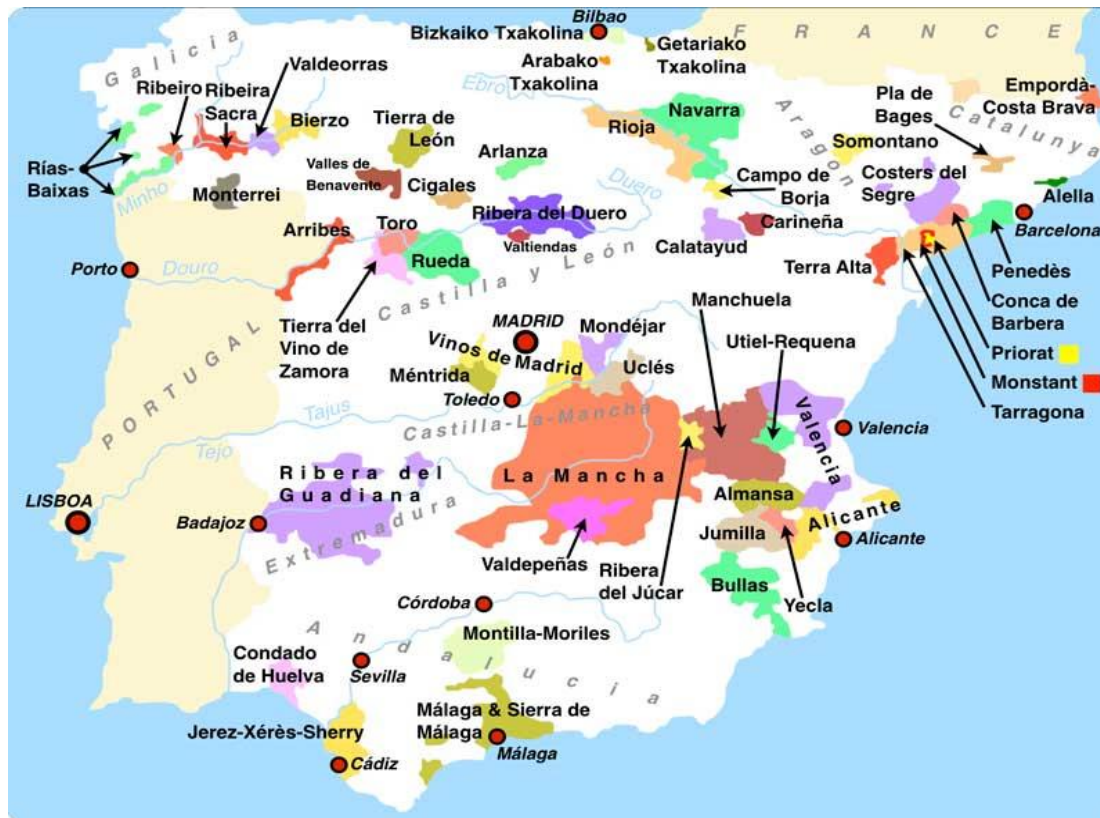 Bilbao
Bizkaiko Txakolina
Getariako
Txakolina
Arabako
Txakolina
F R A N C E
Galicia
Valdeorras
Ribeiro
Ribeira
Sacra
Bierzo
Tierra de
León
Ebro
Navarra
Rioja
Aragon
Pla de
Bages
Empordà-
Costa Brava
Catalunya
Somontano
Rías-
Baixas
Minho
Monterrei
Valles de
Benavente
Cigales
Arlanza
Duero
Campo de
Borja
Costers del
Segre
Alella
Barcelona
Arribes
Toro
Ribera del Duero
Valtiendas
Rueda
Calatayud
Carineña
Terra Alta
Penedès
Porto
Douro
Castilla y León
Conca de
Barbera
Priorat
Monstant
Tarragona
Tierra del
Vino de
Zamora
MADRID
Vinos de Madrid
Mondéjar
Uclés
Manchuela
Utiel-Requena
PORTUGAL
Méntrida
Toledo
Tajus
Castilla-La-Mancha
Valencia
Valencia
Tejo
Ribera del
Guadiana
La Mancha
LISBOA
Badajoz
Extremadura
Almansa
Alicante
Alicante
Jumilla
Valdepeñas
Ribera
del Júcar
Bullas
Yecla
Córdoba
Andalucia
Montilla-Moriles
Condado
de Huelva
Sevilla
Jerez-Xérès-Sherry
Málaga & Sierra de
Málaga
Málaga
Cádiz